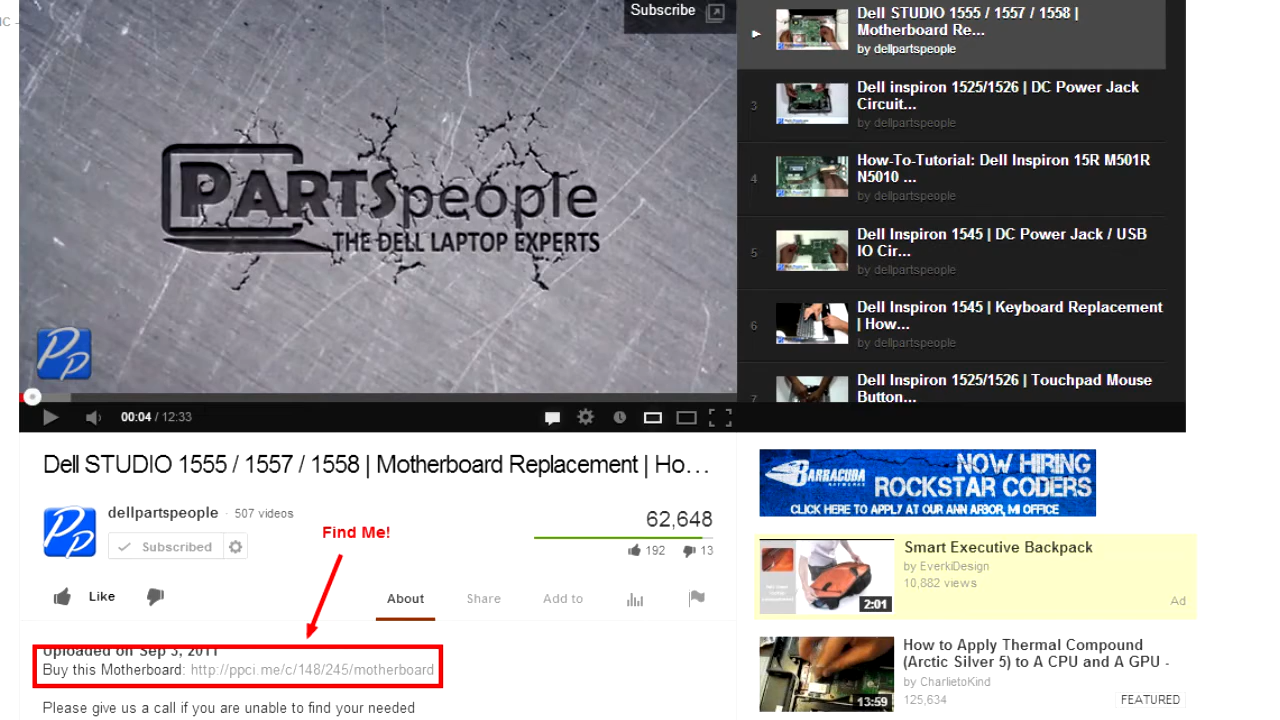 IC -
Subscribe
PARTSpeople
THE DELL LAPTOP EXPERTS
PP
00:04 / 12:33
Dell STUDIO 1555 / 1557 / 1558 |
Motherboard Re...
by dellpartspeople
3
Dell inspiron 1525/1526 | DC Power Jack
Circuit...
by dellpartspeople
4
How-To-Tutorial: Dell Inspiron 15R M501R
N5010 ...
by dellpartspeople
5
Dell Inspiron 1545 | DC Power Jack / USB
IO Cir...
by dellpartspeople
6
Dell Inspiron 1545 | Keyboard Replacement
| How...
by dellpartspeople
7
Dell Inspiron 1525/1526 | Touchpad Mouse
Button...
Dell STUDIO 1555 / 1557 / 1558 | Motherboard Replacement | Ho...
PP
dellpartspeople · 507 videos
Subscribed
62,648
192 13
Find Me!
Like
About Share Add to
Uploaded on Sep 3, 2011
Buy this Motherboard: http://ppci.me/c/148/245/motherboard
Please give us a call if you are unable to find your needed
BARRACUDA
NETWORKS
NOW HIRING
ROCKSTAR CODERS
CLICK HERE TO APPLY AT OUR ANN ARBOR, MI OFFICE
Smart Executive Backpack
by EverkiDesign
10,882 views
2:01
Ad
How to Apply Thermal Compound
(Arctic Silver 5) to A CPU and A GPU -
by CharlietoKind
125,634
FEATURED
13:59